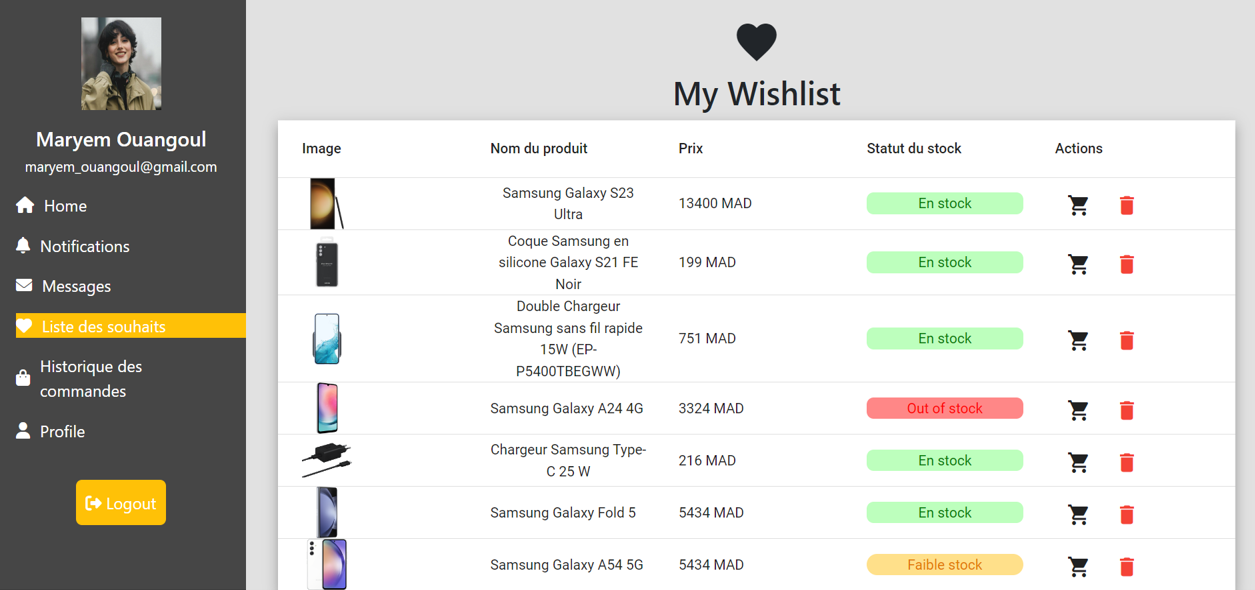 Maryem Ouangoul
maryem_ouangoul@gmail.com
Home
Notifications
Messages
Liste des souhaits
Historique des
commandes
Profile
Logout
My Wishlist
Image Nom du produit Prix Statut du stock Actions
Samsung Galaxy S23
Ultra
13400 MAD
En stock
Coque Samsung en
silicone Galaxy S21 FE
Noir
199 MAD
En stock
Double Chargeur
Samsung sans fil rapide
15W (EP-
P5400TBEGWW)
751 MAD
En stock
Samsung Galaxy A24 4G
3324 MAD
Out of stock
Chargeur Samsung Type-
C 25 W
216 MAD
En stock
Samsung Galaxy Fold 5
5434 MAD
En stock
Samsung Galaxy A54 5G
5434 MAD
Faible stock